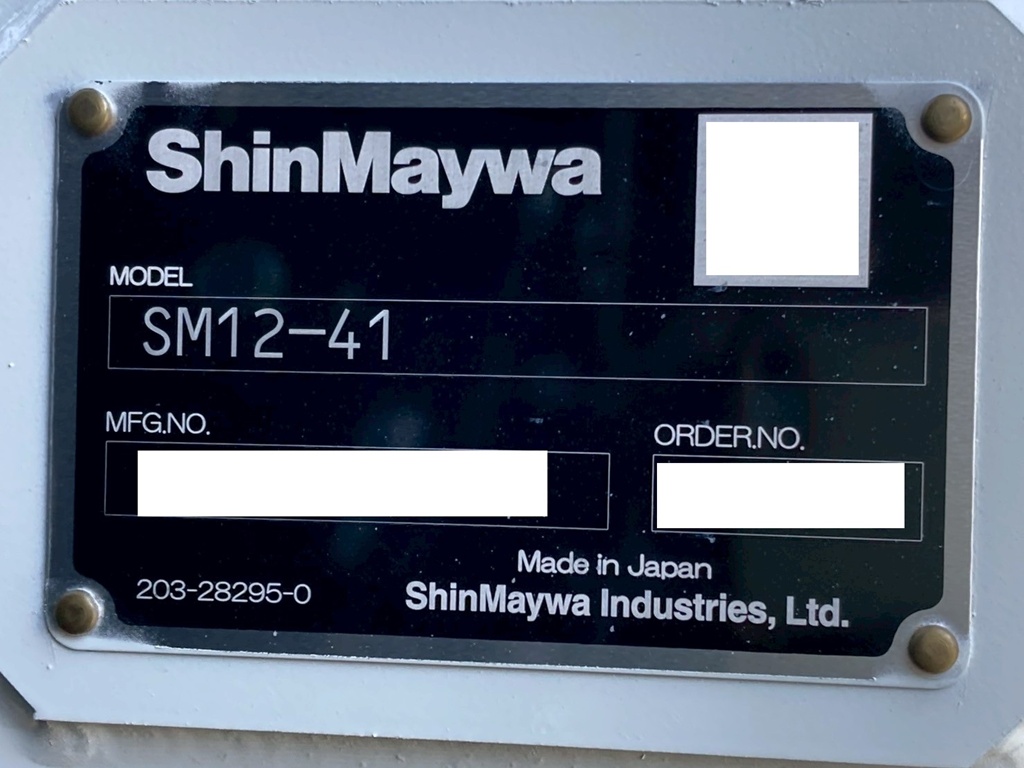 ShinMaywa
MODEL
SM12-41
MFG.NO.
ORDER.NO.
Made in Japan
203-28295-0
ShinMaywa Industries, Ltd.